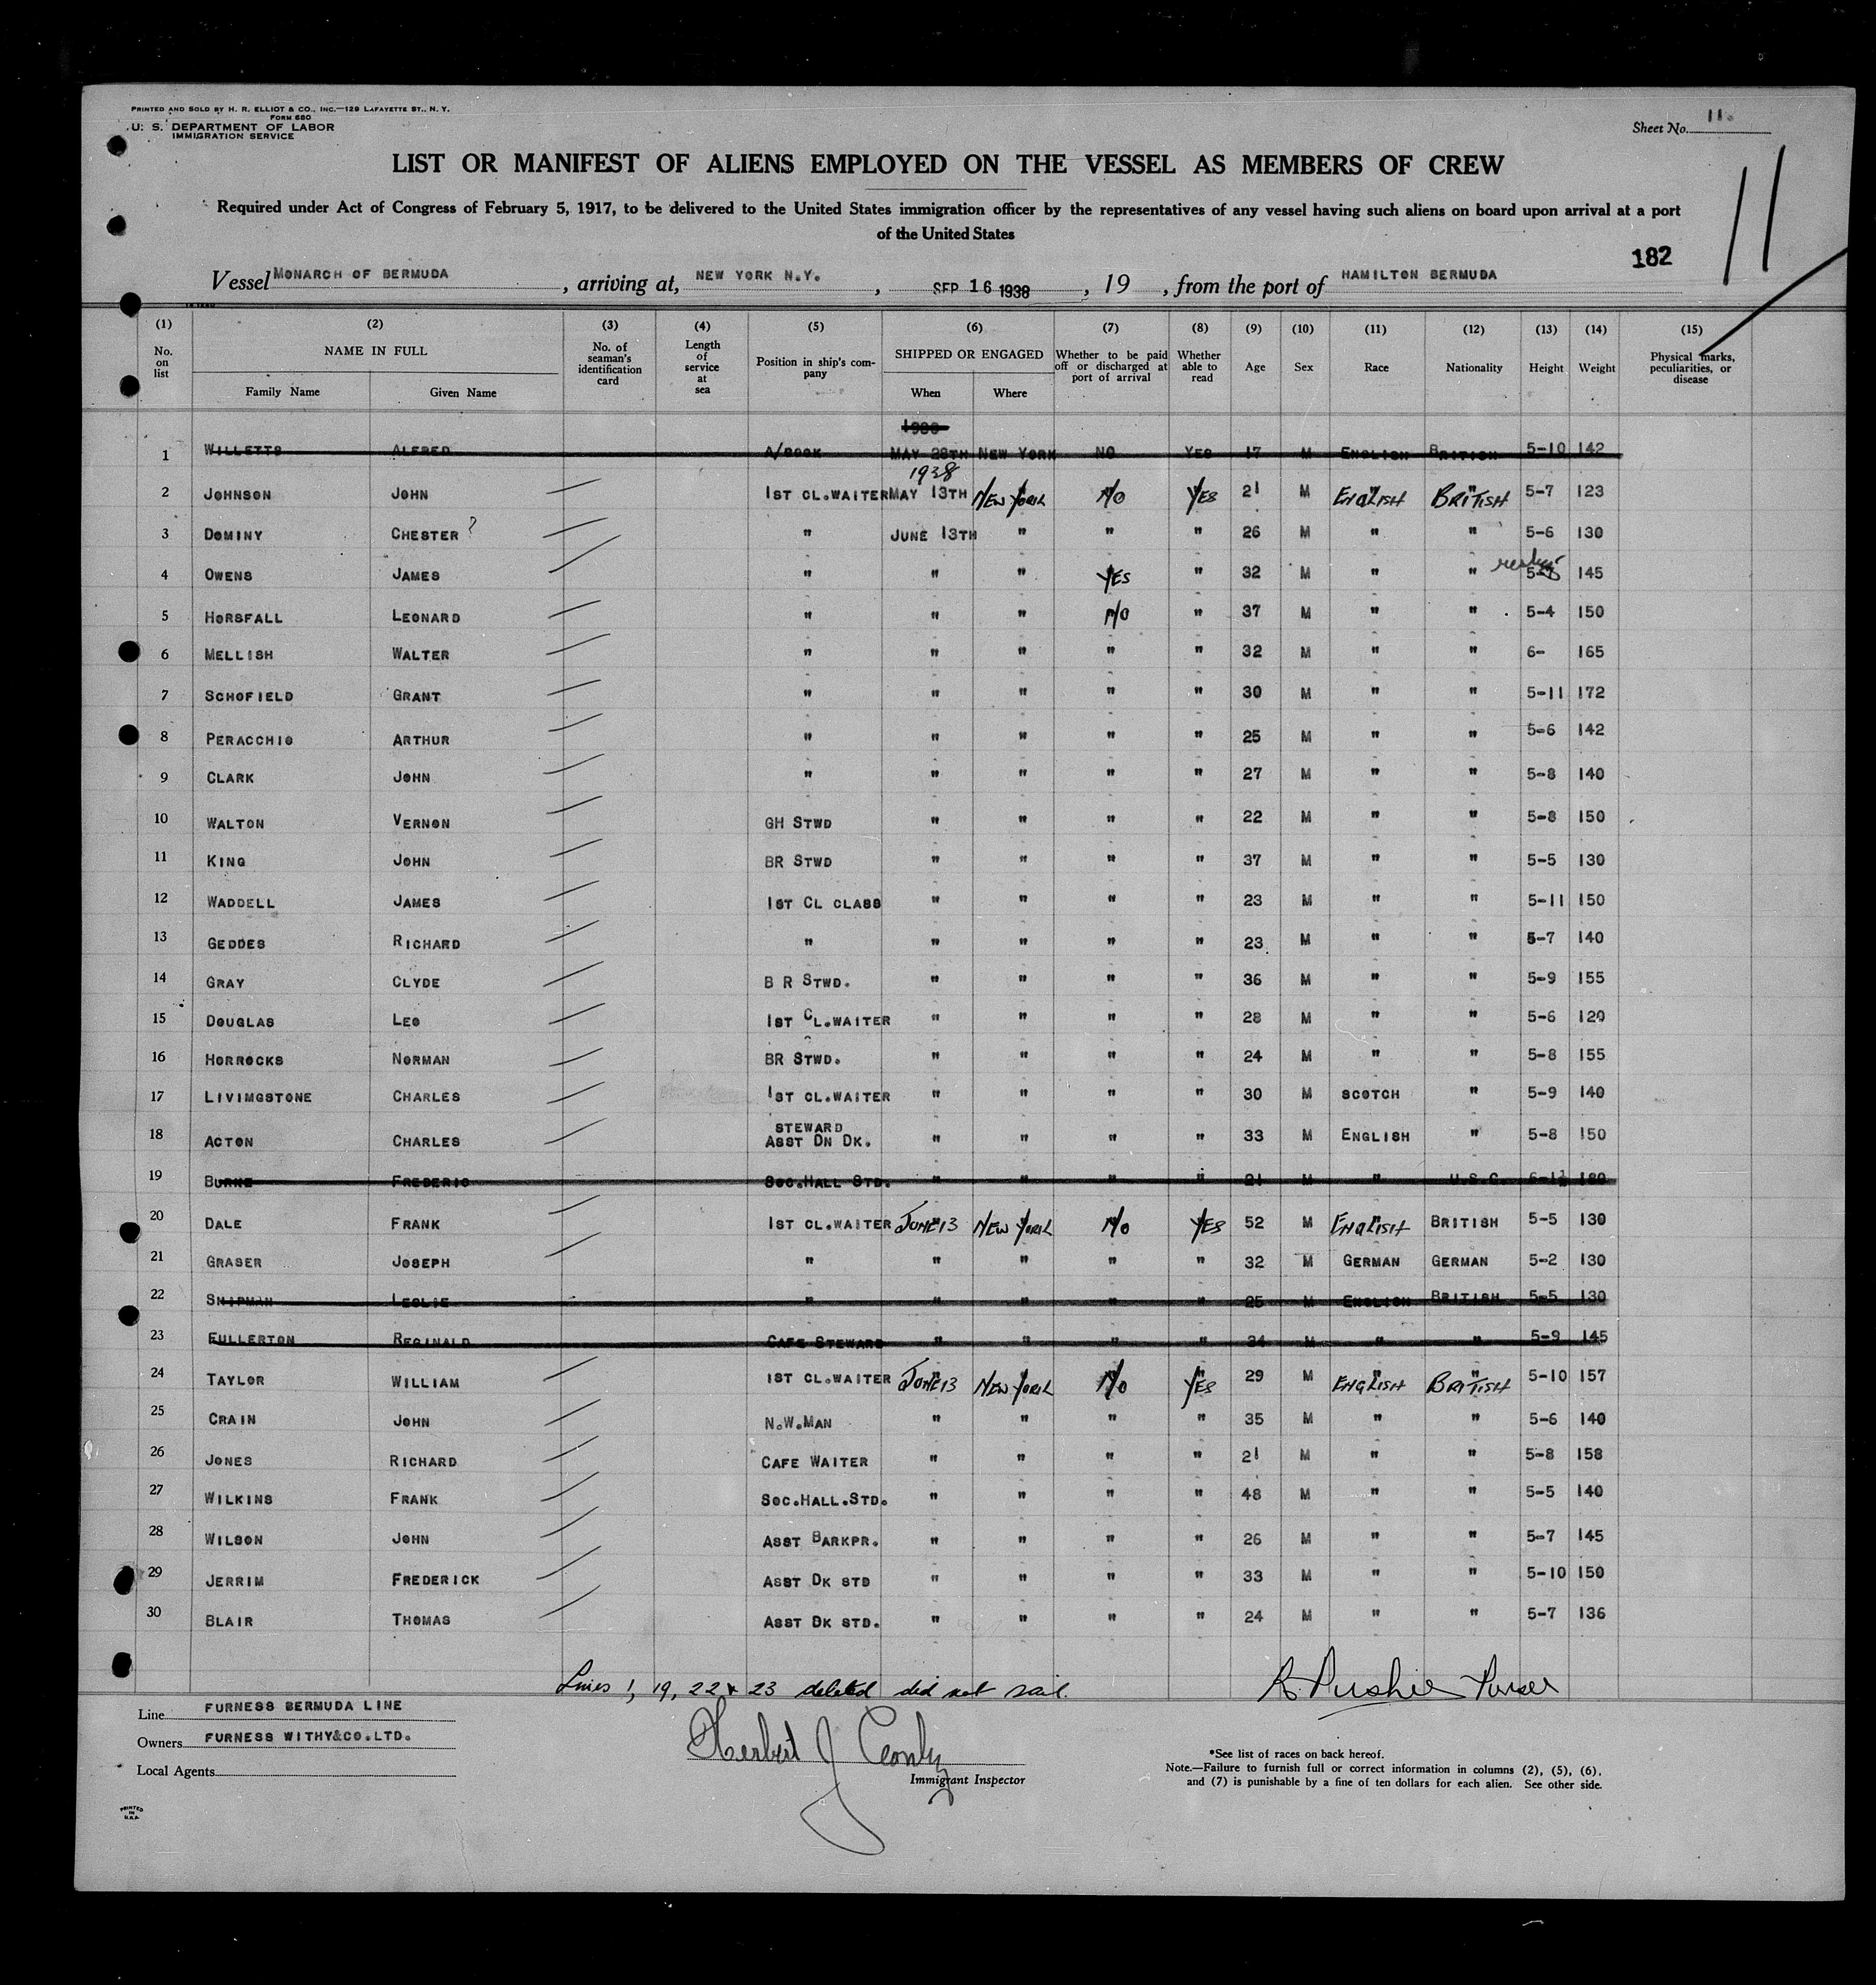 PRINTED AND SOLD BY H. R. ELLIOT & CO., INC.—129 LAFAYETTE ST., N. Y.
FORM 680
U. S. DEPARTMENT OF LABOR
IMMIGRATION SERVICE
Sheet No. 11.
11
LIST OR MANIFEST OF ALIENS EMPLOYED ON THE VESSEL AS MEMBERS OF CREW
Required under Act of Congress of February 5, 1917, to be delivered to the United States immigration officer by the representatives of any vessel having such aliens on board upon arrival at a port
of the United States
182
Vessel MONARCH OF BERMUDA, arriving at, NEW YORK N.Y., SEP 16 1938, 19 , from the port of HAMILTON BERMUDA
(1) (2) (3) (4) (5) (6) (7) (8) (9) (10) (11) (12) (13) (14) (15)
No. on list NAME IN FULL Family Name Given Name No. of seaman's identification card Length of service at sea Position in ship's company SHIPPED OR ENGAGED When Where Whether to be paid off or discharged at port of arrival Whether able to read Age Sex Race Nationality Height Weight Physical marks, peculiarities, or disease
1938
1 WILLETTS ALFRED A/COOK MAY 28TH NEW YORK NO YES 17 M ENGLISH BRITISH 5-10 142
1938
2 JOHNSON JOHN 1ST CL.WAITER MAY 13TH NEW YORK NO YES 21 M ENGLISH BRITISH 5-7 123
3 DOMINY CHESTER ? " JUNE 13TH " " " 26 M " " 5-6 130
4 OWENS JAMES " " " YES " 32 M " " 145
5 HORSFALL LEONARD " " " NO " 37 M " " 5-4 150
6 MELLISH WALTER " " " " " 32 M " " 6- 165
7 SCHOFIELD GRANT " " " " " 30 M " " 5-11 172
8 PERACCHIO ARTHUR " " " " " 25 M " " 5-6 142
9 CLARK JOHN " " " " " 27 M " " 5-8 140
10 WALTON VERNON GH STWD " " " " 22 M " " 5-8 150
11 KING JOHN BR STWD " " " " 37 M " " 5-5 130
12 WADDELL JAMES 1ST CL CLASS " " " " 23 M " " 5-11 150
13 GEDDES RICHARD " " " " " 23 M " " 5-7 140
14 GRAY CLYDE B R STWD. " " " " 36 M " " 5-9 155
15 DOUGLAS LEO 1ST CL.WAITER " " " " 28 M " " 5-6 120
16 HORROCKS NORMAN BR STWD. " " " " 24 M " " 5-8 155
17 LIVIMGSTONE CHARLES 1ST CL.WAITER " " " " 30 M SCOTCH " 5-9 140
STEWARD
18 ACTON CHARLES ASST DN DK. " " " " 33 M ENGLISH " 5-8 150
19 BURKE FREDERIC SOC.HALL STD. " " " " 21 M " U.S.C. 6-1½ 180
20 DALE FRANK 1ST CL.WAITER JUNE 13 NEW YORK NO YES 52 M ENGLISH BRITISH 5-5 130
21 GRASER JOSEPH " " " " " 32 M GERMAN GERMAN 5-2 130
22 SHIPMAN LESLIE " " " " " 25 M ENGLISH BRITISH 5-5 130
23 FULLERTON REGINALD CAFE STEWARD " " " " 34 M " " 5-9 145
24 TAYLOR WILLIAM 1ST CL.WAITER JUNE 13 NEW YORK NO YES 29 M ENGLISH BRITISH 5-10 157
25 CRAIN JOHN N.W.MAN " " " " 35 M " " 5-6 140
26 JONES RICHARD CAFE WAITER " " " " 21 M " " 5-8 158
27 WILKINS FRANK SOC.HALL.STD. " " " " 48 M " " 5-5 140
28 WILSON JOHN ASST BARKPR. " " " " 26 M " " 5-7 145
29 JERRIM FREDERICK ASST DK STD " " " " 33 M " " 5-10 150
30 BLAIR THOMAS ASST DK STD. " " " " 24 M " " 5-7 136
Lines 1, 19, 22 & 23 deleted did not sail.
Purser
Line FURNESS BERMUDA LINE
Owners FURNESS WITHY&CO.LTD.
Local Agents
Herbert J
Immigrant Inspector
*See list of races on back hereof.
Note.—Failure to furnish full or correct information in columns (2), (5), (6),
and (7) is punishable by a fine of ten dollars for each alien. See other side.
PRINTED
IN
U.S.A.